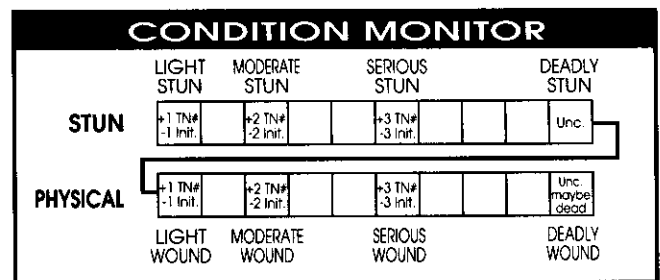 CONDITION MONITOR
LIGHT STUN MODERATE STUN SERIOUS STUN DEADLY STUN
STUN
+1 TN# -1 Init.
+2 TN# -2 Init.
+3 TN# -3 Init.
Unc.
PHYSICAL
+1 TN# -1 Init.
+2 TN# -2 Init.
+3 TN# -3 Init.
Unc. maybe dead
LIGHT WOUND MODERATE WOUND SERIOUS WOUND DEADLY WOUND